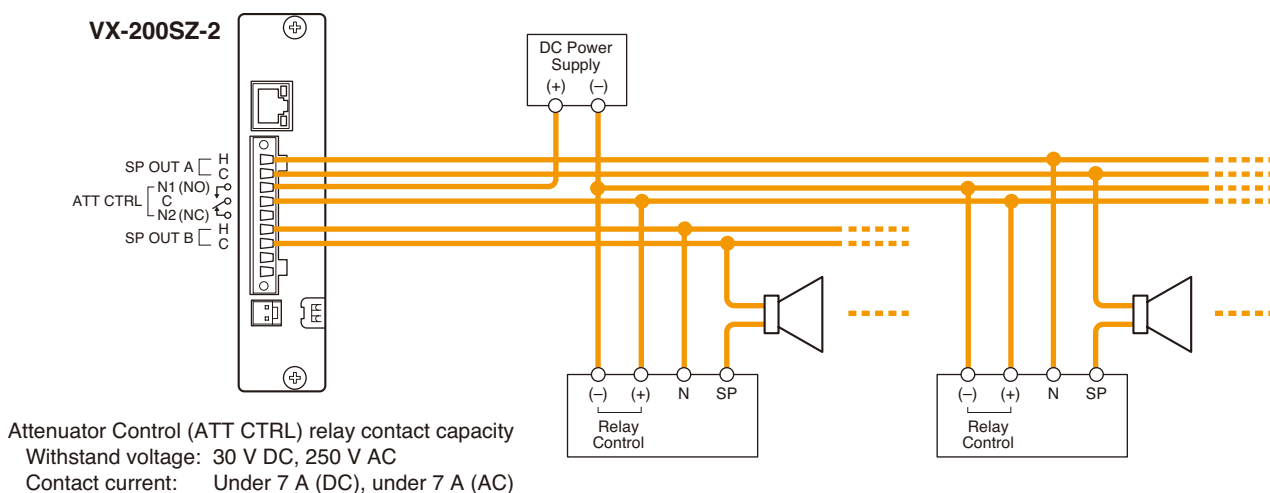 VX-200SZ-2
DC Power
Supply
(+) (–)
SP OUT A H
C
ATT CTRL N1 (NO)
C
N2 (NC)
SP OUT B H
C
(–) (+) N SP
Relay
Control
(–) (+) N SP
Relay
Control
Attenuator Control (ATT CTRL) relay contact capacity
Withstand voltage: 30 V DC, 250 V AC
Contact current: Under 7 A (DC), under 7 A (AC)